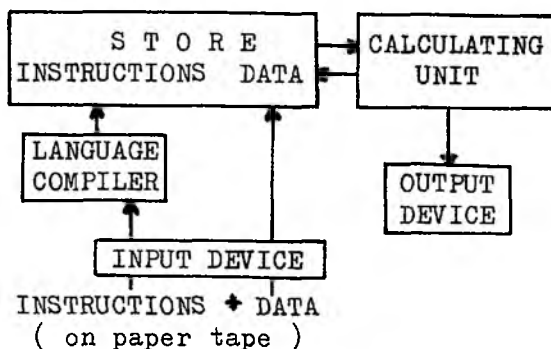 S T O R E
INSTRUCTIONS DATA
CALCULATING
UNIT
LANGUAGE
COMPILER
OUTPUT
DEVICE
INPUT DEVICE
INSTRUCTIONS + DATA
( on paper tape )